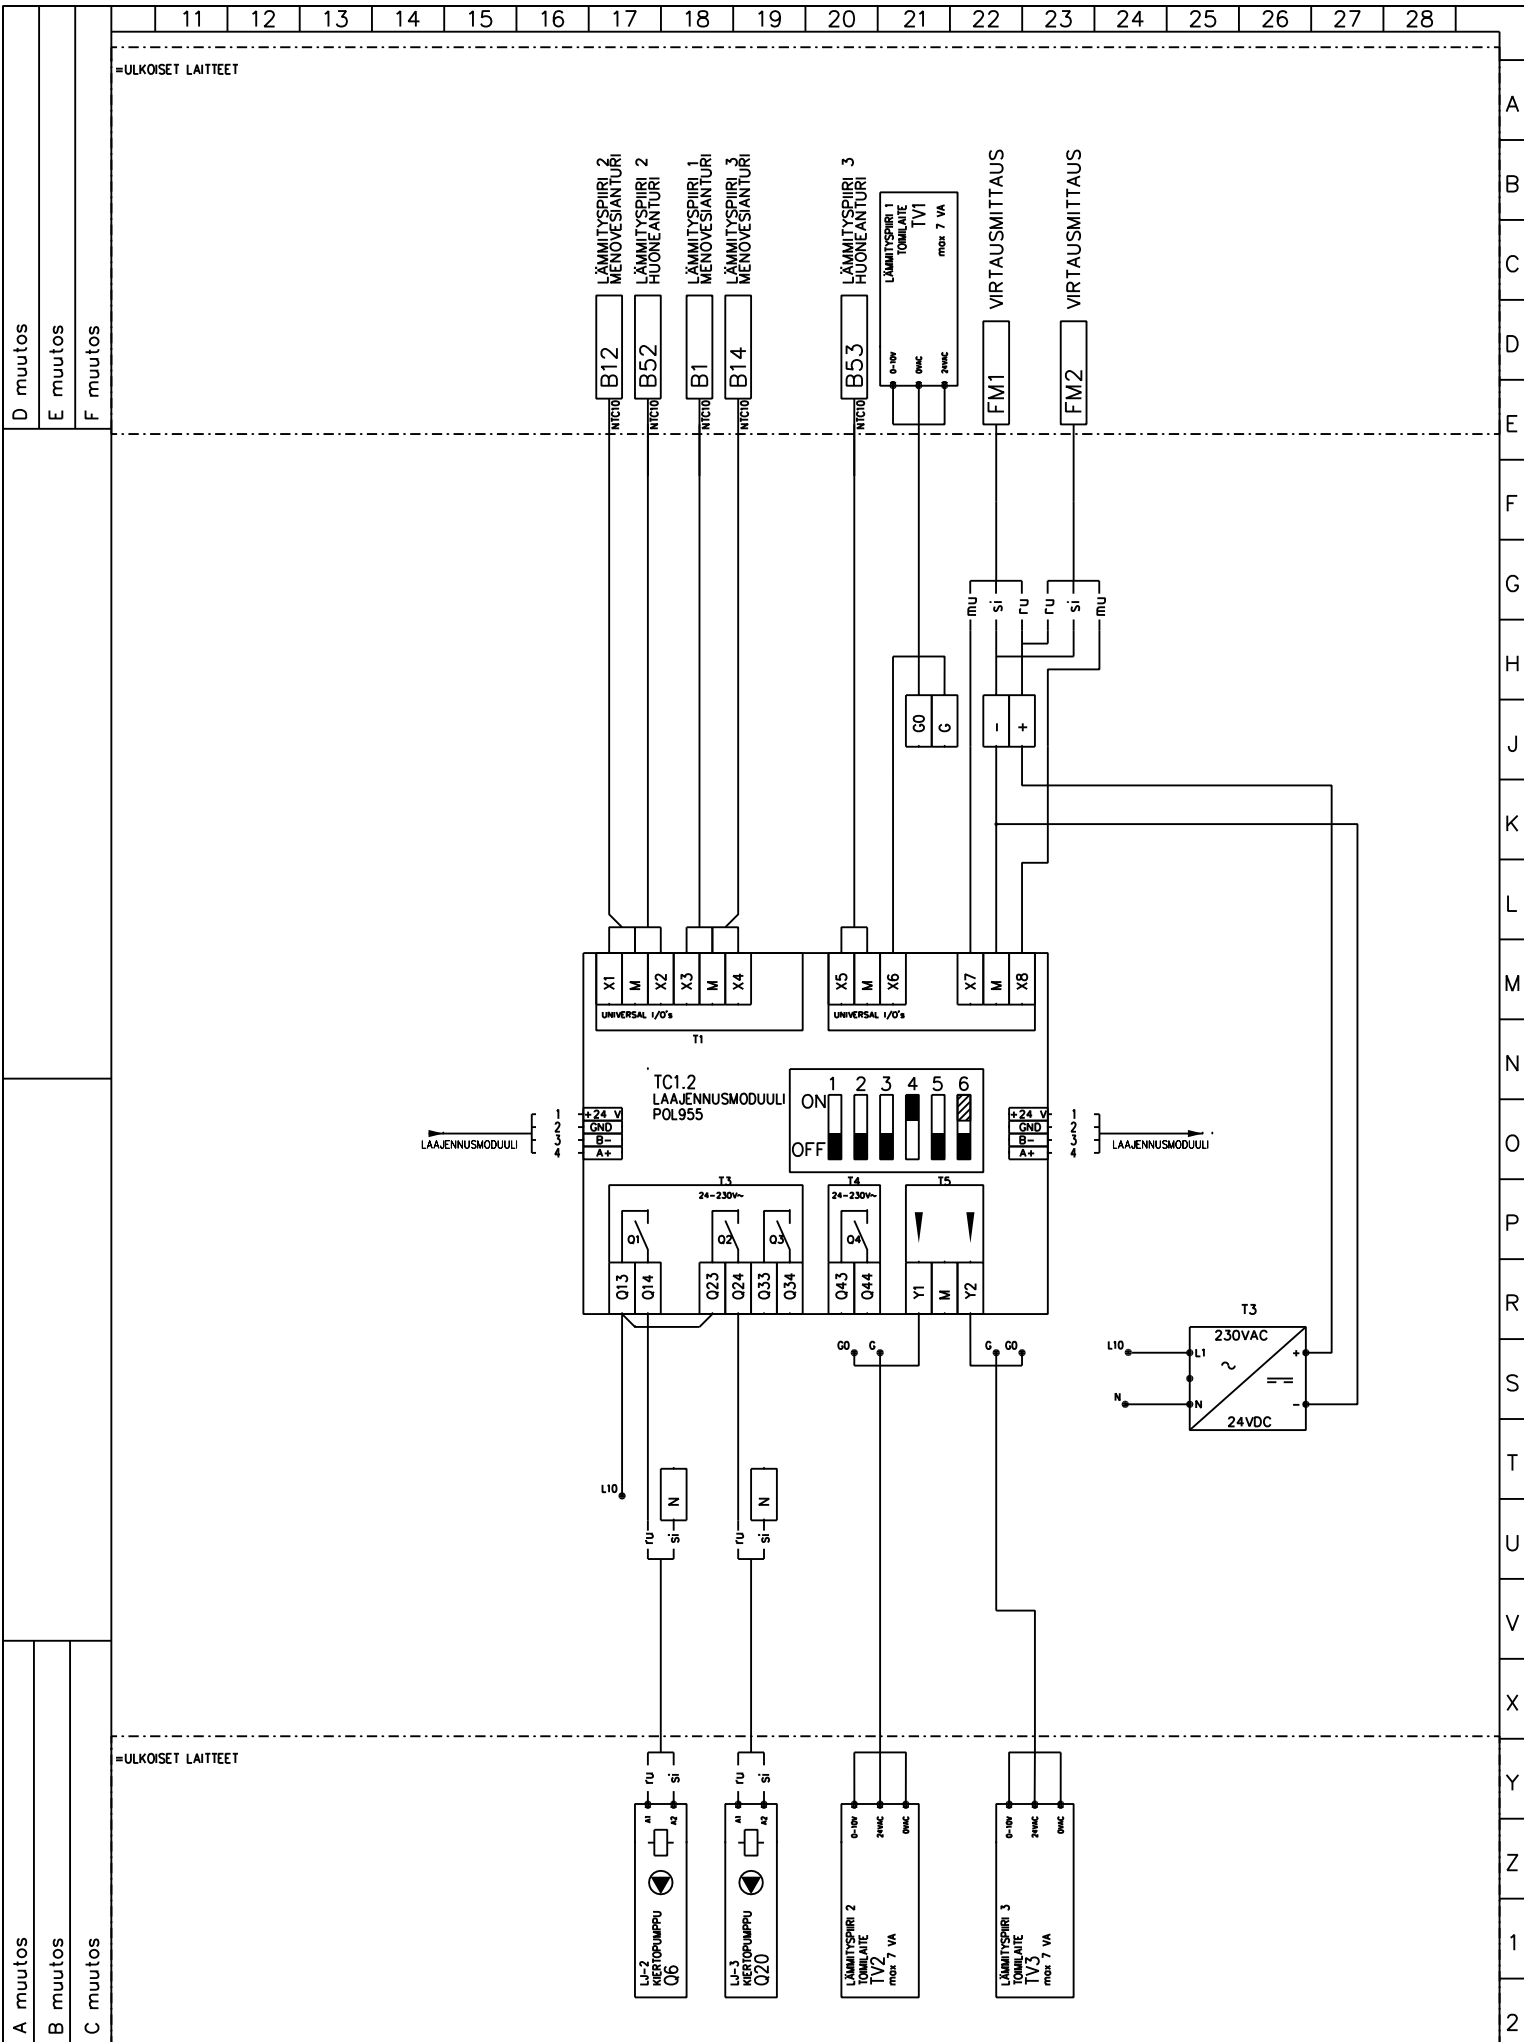 11 12 13 14 15 16 17 18 19 20 21 22 23 24 25 26 27 28
D muutos
E muutos
F muutos
A muutos
B muutos
C muutos
A
B
C
D
E
F
G
H
J
K
L
M
N
O
P
R
S
T
U
V
X
Y
Z
1
2
=ULKOISET LAITTEET
LÄMMITYSPIIRI 2
MENOVESIANTURI
B12
NTC10
LÄMMITYSPIIRI 2
HUONEANTURI
B52
NTC10
LÄMMITYSPIIRI 1
MENOVESIANTURI
B1
NTC10
LÄMMITYSPIIRI 3
MENOVESIANTURI
B14
NTC10
LÄMMITYSPIIRI 3
HUONEANTURI
B53
NTC10
LÄMMITYSPIIRI 1
TOIMILAITE
TV1
max 7 VA
0-10V
0VAC
24VAC
VIRTAUSMITTAUS
FM1
VIRTAUSMITTAUS
FM2
mu si ru ru si mu
G0 G - +
X1 M X2 X3 M X4
UNIVERSAL I/O's
T1
X5 M X6 X7 M X8
UNIVERSAL I/O's
TC1.2
LAAJENNUSMODUULI
POL955
1 2 3 4 5 6
ON
OFF
LAAJENNUSMODUULI
1 +24 V
2 GND
3 B-
4 A+
+24 V 1
GND 2
B- 3
A+ 4
LAAJENNUSMODUULI
T3
24-230V~
Q1 Q2 Q3
Q13 Q14 Q23 Q24 Q33 Q34
T4
24-230V~
Q4
Q43 Q44
T5
Y1 M Y2
G0 G G G0
L10
N N
ru si ru si
T3
230VAC
L10 L1 +
N N -
24VDC
=ULKOISET LAITTEET
ru si ru si
A1 A2
LJ-2
KIERTOPUMPPU
Q6
A1 A2
LJ-3
KIERTOPUMPPU
Q20
0-10V
24VAC
0VAC
LÄMMITYSPIIRI 2
TOIMILAITE
TV2
max 7 VA
0-10V
24VAC
0VAC
LÄMMITYSPIIRI 3
TOIMILAITE
TV3
max 7 VA